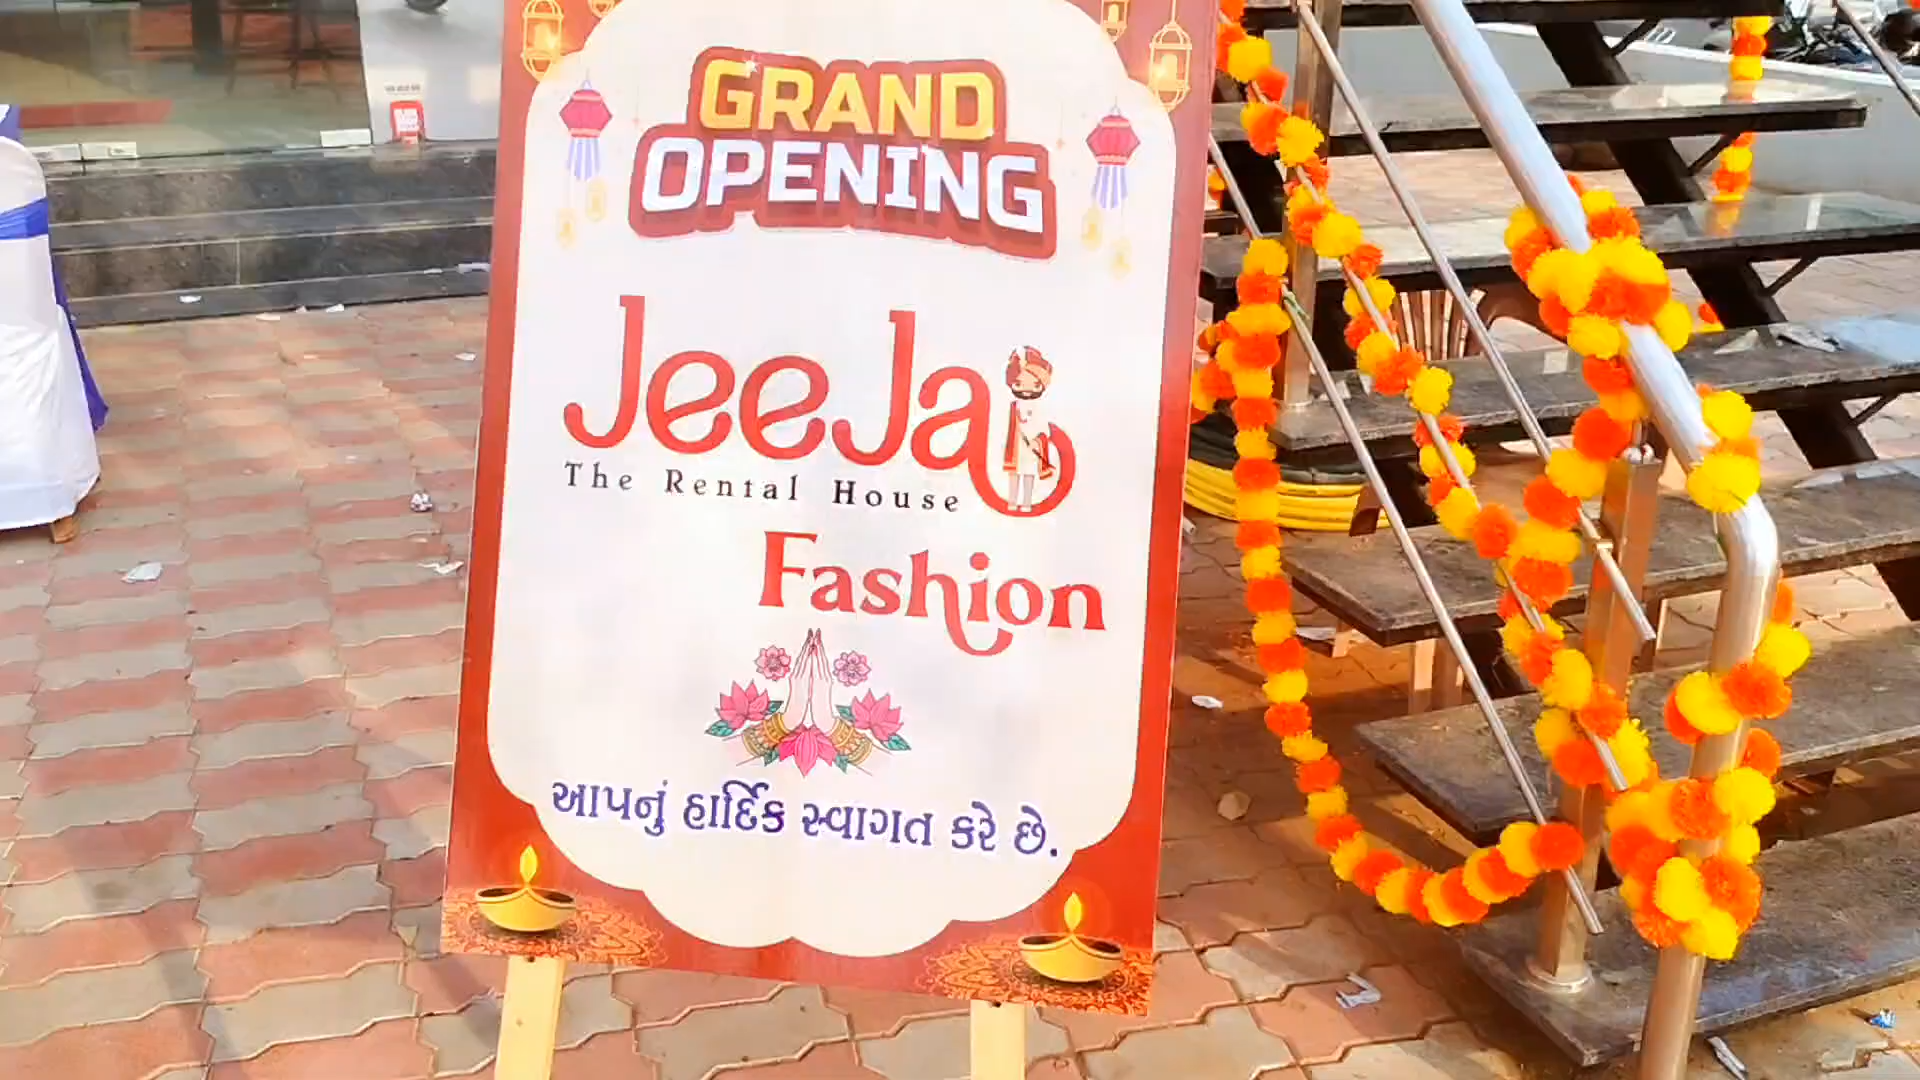 GRAND
OPENING
JeeJa
The Rental House
Fashion
આપનું હાર્દિક સ્વાગત કરે છે.